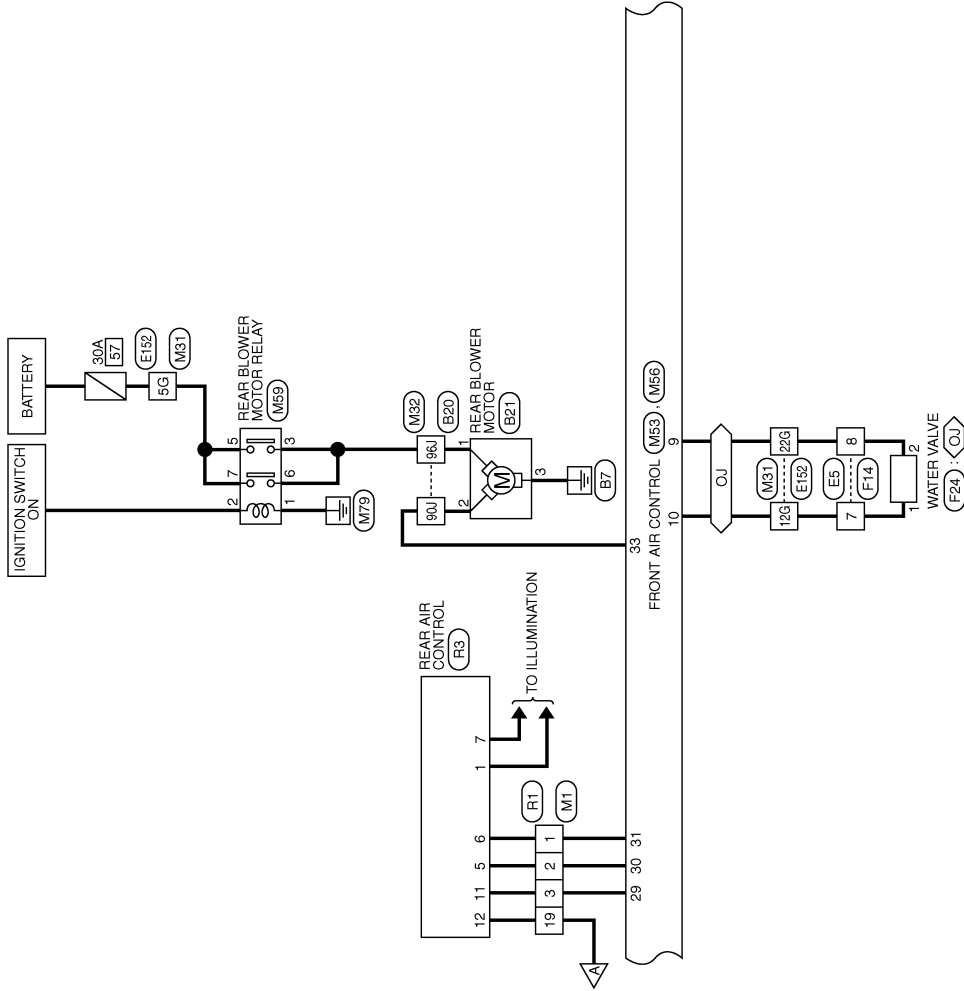 IGNITION SWITCH
ON
BATTERY
30A
57
E152
5G
M31
REAR BLOWER
MOTOR RELAY
M59
2
7
5
1
6
3
M79
M32
90J
96J
B20
REAR BLOWER
MOTOR
2
1
M
B21
3
B7
REAR AIR
CONTROL
R3
12
11
5
6
1
7
TO ILLUMINATION
R1
19
3
2
1
M1
A
29
30
31
33
FRONT AIR CONTROL M53 , M56
10
9
OJ
12G
M31
22G
E152
E5
7
8
F14
1
2
WATER VALVE
F24 : OJ